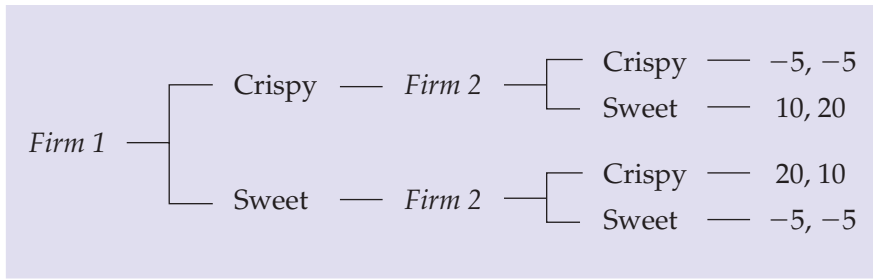 Crispy — −5, −5
Crispy — Firm 2
Sweet — 10, 20
Firm 1
Crispy — 20, 10
Sweet — Firm 2
Sweet — −5, −5